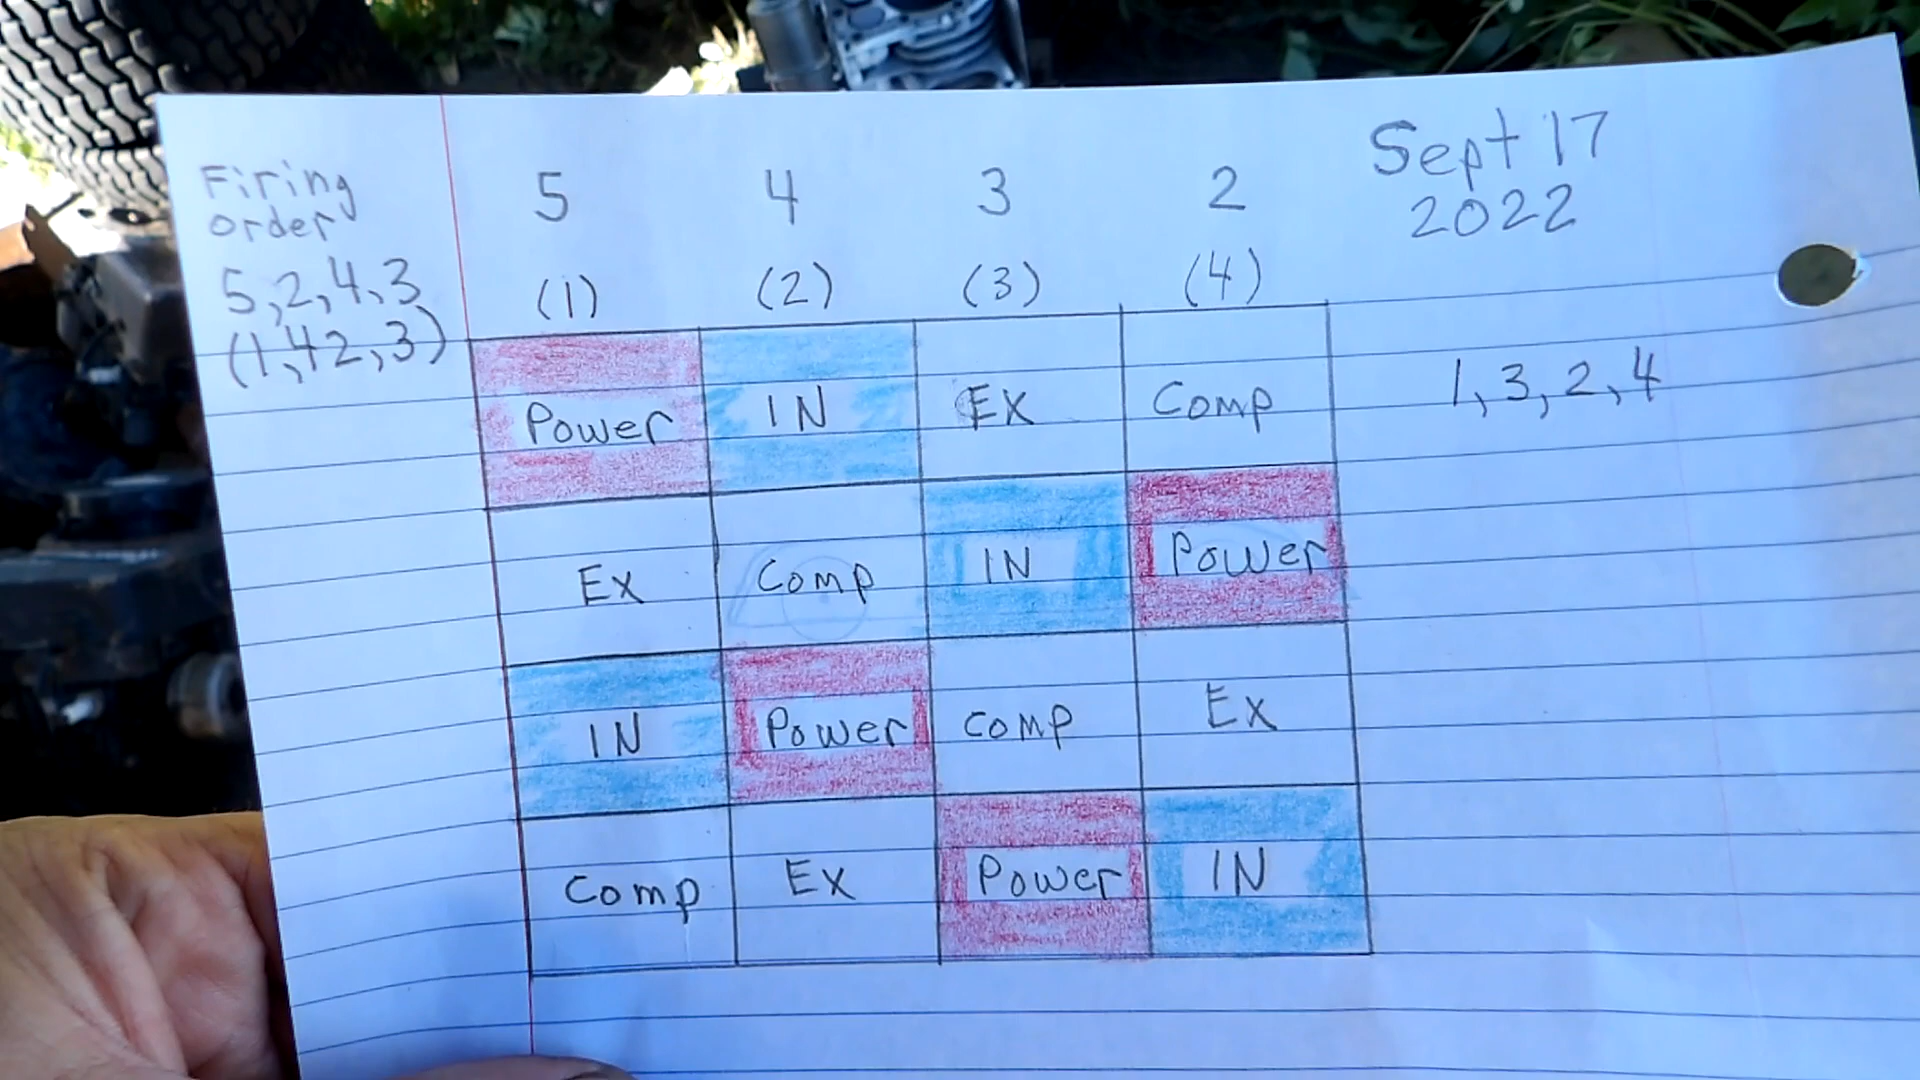 Firing
order
5,2,4,3
(1,42,3)
5 4 3 2
(1) (2) (3) (4)
Sept 17
2022
Power IN EX Comp
1,3,2,4
Ex Comp IN Power
IN Power comp Ex
Comp Ex Power IN